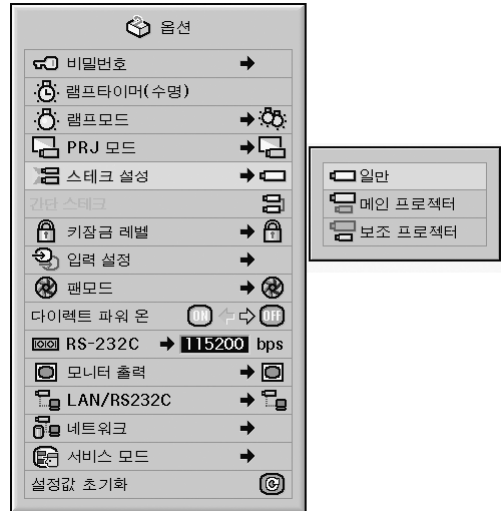 옵션
비밀번호
램프타이머(수명)
램프모드
PRJ 모드
스테크 설정
간단 스테크
키잠금 레벨
입력 설정
팬모드
다이렉트 파워 온 ON OFF
RS-232C 115200 bps
모니터 출력
LAN/RS232C
네트워크
서비스 모드
설정값 초기화
일반
메인 프로젝터
보조 프로젝터